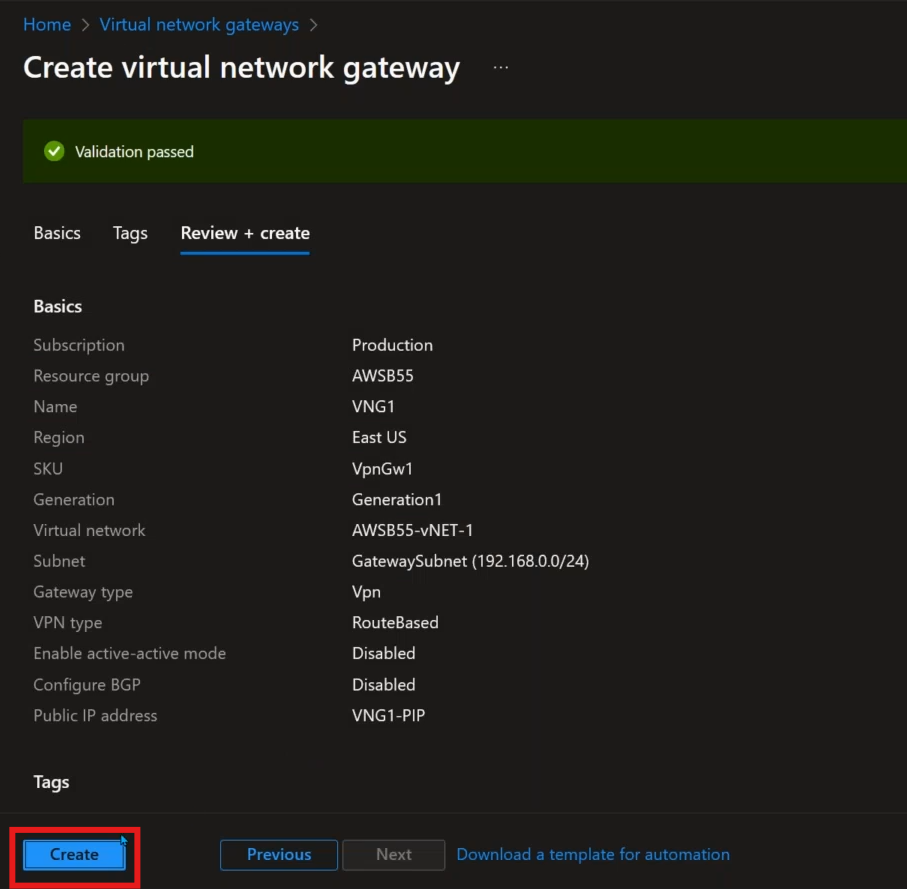 Home > Virtual network gateways >
Create virtual network gateway ...
Validation passed
Basics Tags Review + create
Basics
Subscription Production
Resource group AWSB55
Name VNG1
Region East US
SKU VpnGw1
Generation Generation1
Virtual network AWSB55-vNET-1
Subnet GatewaySubnet (192.168.0.0/24)
Gateway type Vpn
VPN type RouteBased
Enable active-active mode Disabled
Configure BGP Disabled
Public IP address VNG1-PIP
Tags
Create Previous Next Download a template for automation